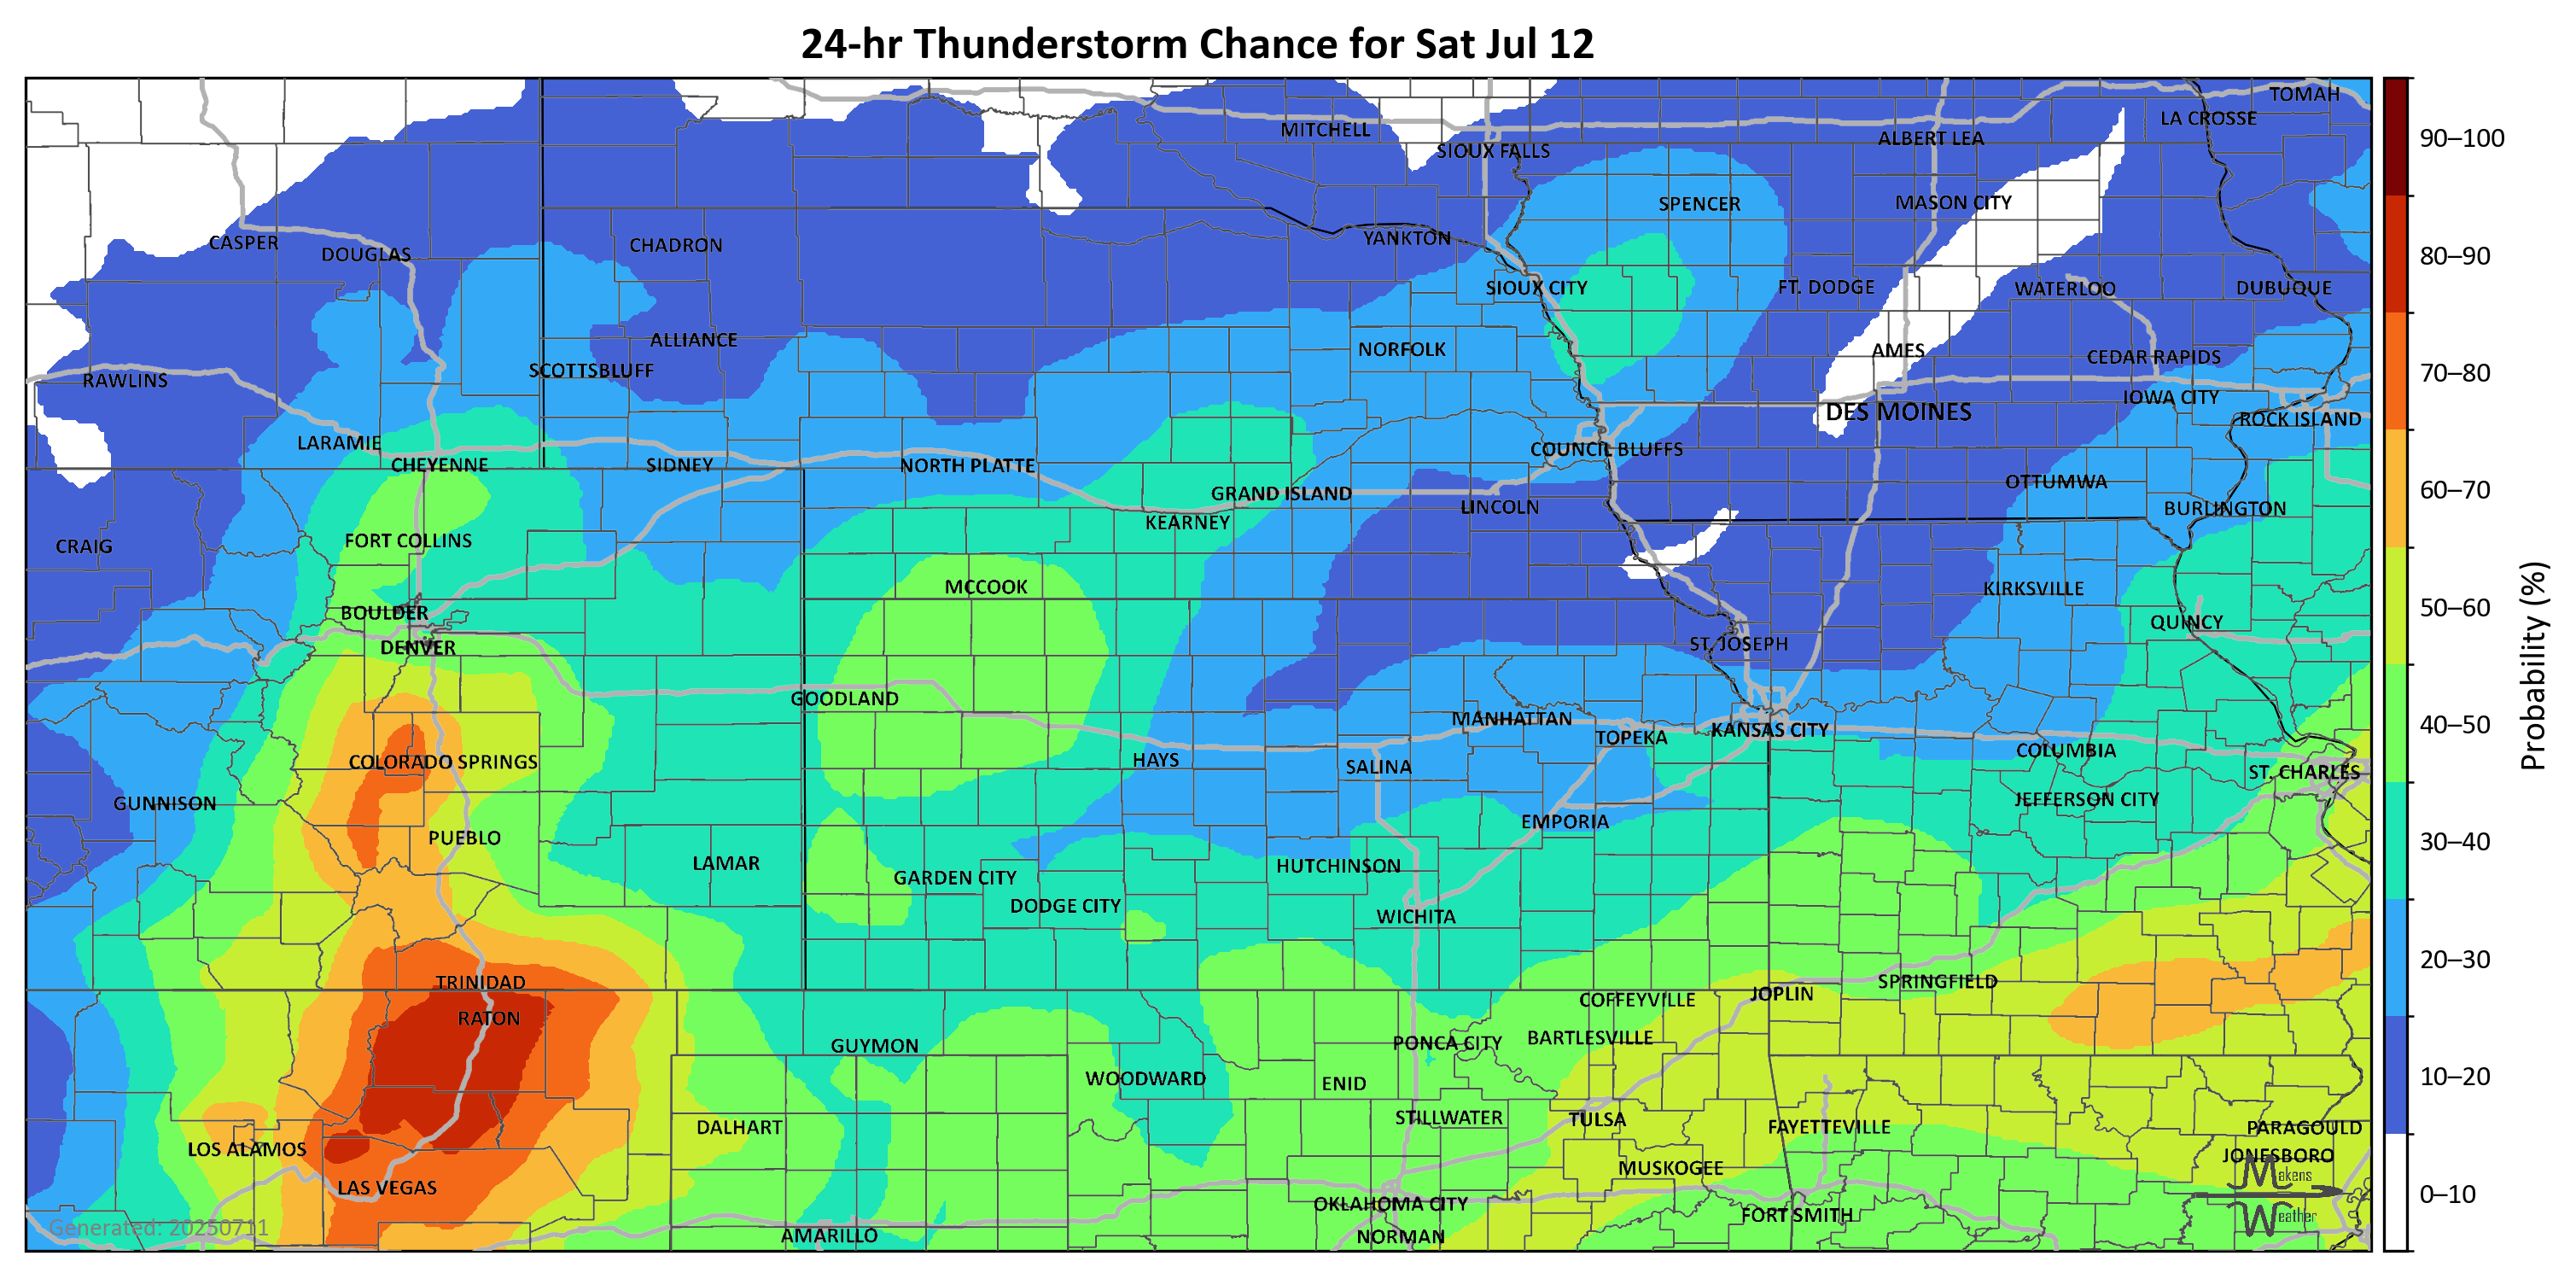 24-hr Thunderstorm Chance for Sat Jul 12
TOMAH
LA CROSSE
MITCHELL
ALBERT LEA
90–100
SIOUX FALLS
SPENCER
MASON CITY
CASPER
DOUGLAS
CHADRON
YANKTON
80–90
SIOUX CITY
FT. DODGE
WATERLOO
DUBUQUE
ALLIANCE
NORFOLK
AMES
CEDAR RAPIDS
RAWLINS
SCOTTSBLUFF
70–80
IOWA CITY
DES MOINES
ROCK ISLAND
LARAMIE
COUNCIL BLUFFS
CHEYENNE
SIDNEY
NORTH PLATTE
OTTUMWA
60–70
GRAND ISLAND
LINCOLN
BURLINGTON
KEARNEY
CRAIG
FORT COLLINS
MCCOOK
KIRKSVILLE
BOULDER
50–60
QUINCY
DENVER
ST. JOSEPH
GOODLAND
Probability (%)
MANHATTAN
TOPEKA
KANSAS CITY
40–50
COLUMBIA
COLORADO SPRINGS
HAYS
SALINA
ST. CHARLES
GUNNISON
JEFFERSON CITY
PUEBLO
EMPORIA
30–40
LAMAR
HUTCHINSON
GARDEN CITY
DODGE CITY
WICHITA
20–30
TRINIDAD
SPRINGFIELD
COFFEYVILLE
JOPLIN
RATON
GUYMON
PONCA CITY
BARTLESVILLE
WOODWARD
ENID
10–20
DALHART
STILLWATER
TULSA
FAYETTEVILLE
PARAGOULD
LOS ALAMOS
JONESBORO
MUSKOGEE
Makens
LAS VEGAS
OKLAHOMA CITY
0–10
FORT SMITH
Weather
Generated: 20250711
AMARILLO
NORMAN